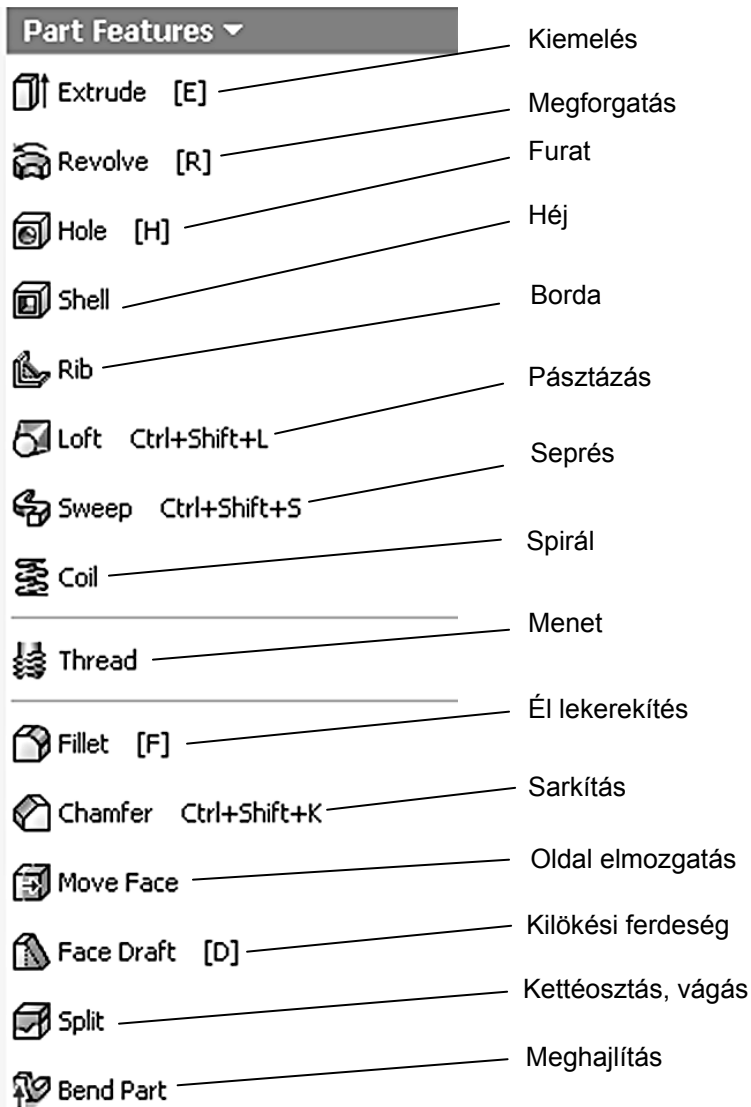 Part Features
Kiemelés
Extrude [E]
Megforgatás
Revolve [R]
Furat
Hole [H]
Héj
Shell
Borda
Rib
Pásztázás
Loft Ctrl+Shift+L
Seprés
Sweep Ctrl+Shift+S
Spirál
Coil
Menet
Thread
Él lekerekítés
Fillet [F]
Sarkítás
Chamfer Ctrl+Shift+K
Oldal elmozgatás
Move Face
Kilökési ferdeség
Face Draft [D]
Kettéosztás, vágás
Split
Meghajlítás
Bend Part